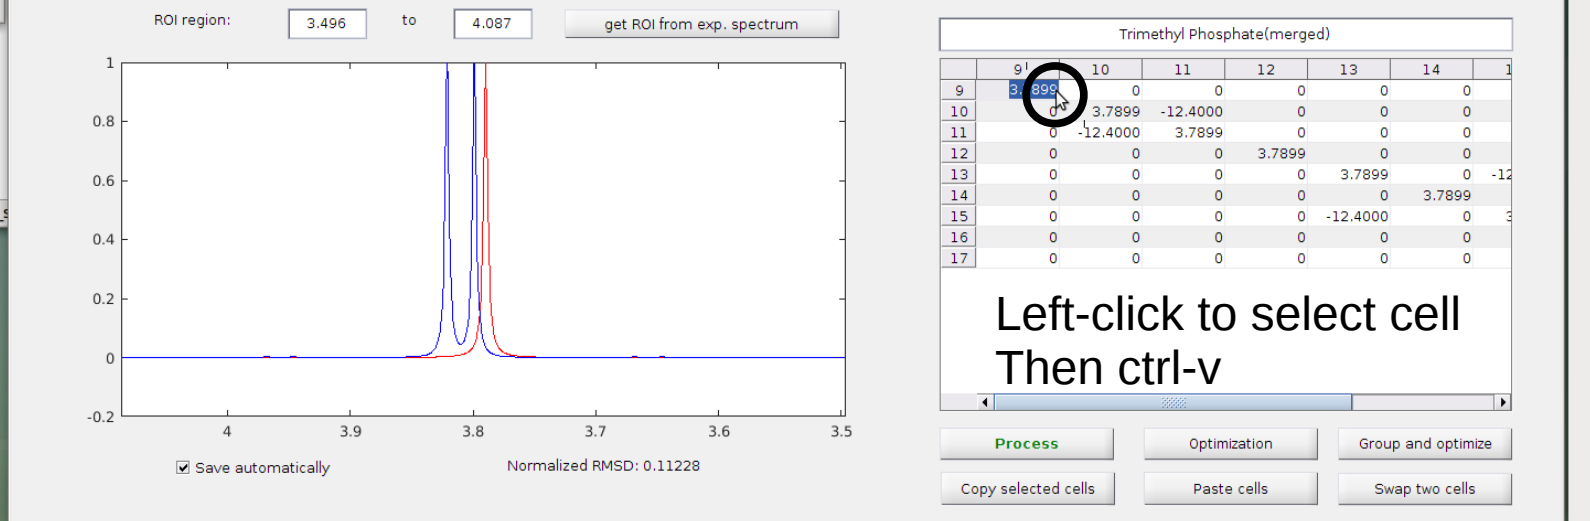 ROI region: 3.496 to 4.087 get ROI from exp. spectrum
1
0.8
0.6
0.4
0.2
0
-0.2
4 3.9 3.8 3.7 3.6 3.5
Save automatically Normalized RMSD: 0.11228
Trimethyl Phosphate(merged)
9 10 11 12 13 14 1
9 3.7899 0 0 0 0 0
10 0 3.7899 -12.4000 0 0 0
11 0 -12.4000 3.7899 0 0 0
12 0 0 0 3.7899 0 0
13 0 0 0 0 3.7899 0 -12
14 0 0 0 0 0 3.7899
15 0 0 0 0 -12.4000 0 3
16 0 0 0 0 0 0
17 0 0 0 0 0 0
Left-click to select cell
Then ctrl-v
Process Optimization Group and optimize
Copy selected cells Paste cells Swap two cells